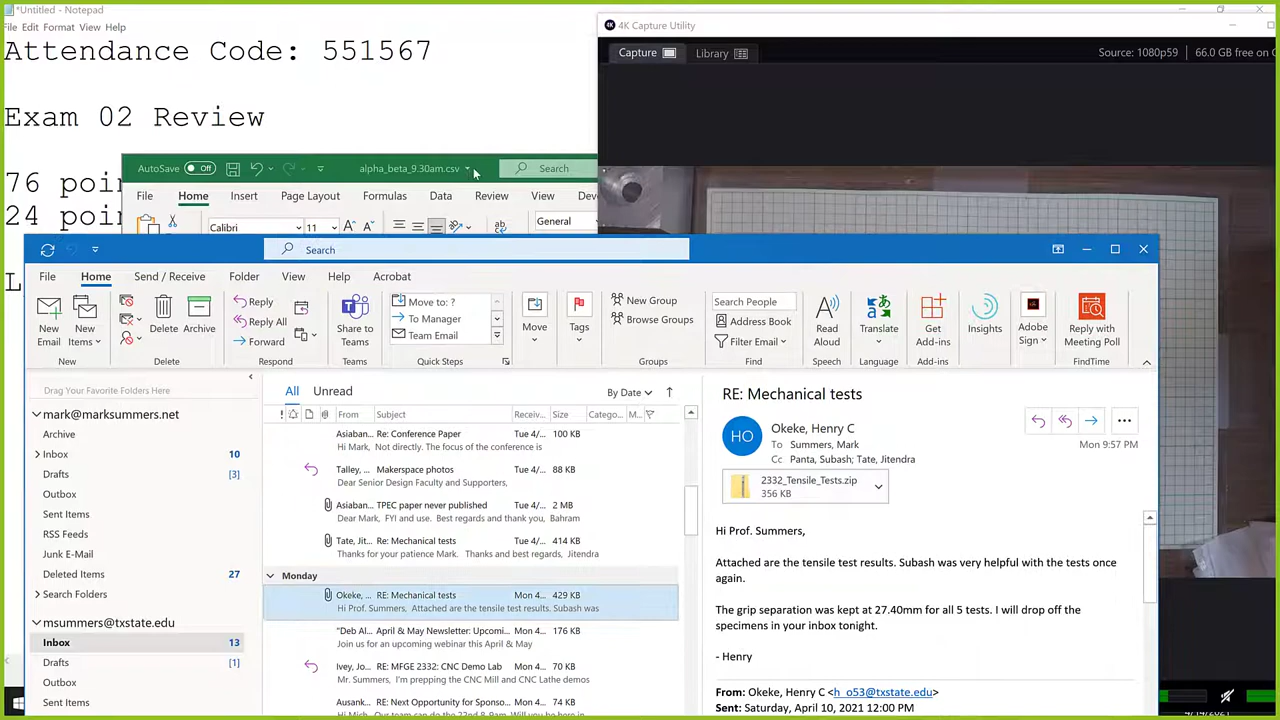 *Untitled - Notepad
File Edit Format View Help
Attendance Code: 551567
Exam 02 Review
76 poin
24 point
L
4K Capture Utility
Capture
Library
Source: 1080p59
66.0 GB free on
AutoSave Off
alpha_beta_9.30am.csv
Search
File Home Insert Page Layout Formulas Data Review View Dev
Calibri 11
General
Search
File Home Send / Receive Folder View Help Acrobat
New Email
New Items
Delete
Archive
Reply
Reply All
Forward
Share to Teams
Move to: ?
To Manager
Team Email
Move
Tags
New Group
Browse Groups
Search People
Address Book
Filter Email
Read Aloud
Translate
Get Add-ins
Insights
Adobe Sign
Reply with Meeting Poll
New
Delete
Respond
Teams
Quick Steps
Groups
Find
Speech
Language
Add-ins
FindTime
Drag Your Favorite Folders Here
mark@marksummers.net
Archive
Inbox 10
Drafts [3]
Outbox
Sent Items
RSS Feeds
Junk E-Mail
Deleted Items 27
Search Folders
msummers@txstate.edu
Inbox 13
Drafts [1]
Outbox
Sent Items
All Unread
By Date
From Subject Receiv... Size Catego... M...
Asiaban... Re: Conference Paper Tue 4/... 100 KB
Hi Mark, Not directly. The focus of the conference is
Talley, ... Makerspace photos Tue 4/... 88 KB
Dear Senior Design Faculty and Supporters,
Asiaban... TPEC paper never published Tue 4/... 2 MB
Dear Mark, FYI and use. Best regards and thank you, Bahram
Tate, Jit... Re: Mechanical tests Tue 4/... 414 KB
Thanks for your patience Mark. Thanks and best regards, Jitendra
Monday
Okeke, ... RE: Mechanical tests Mon 4... 429 KB
Hi Prof. Summers, Attached are the tensile test results. Subash was
"Deb Al... April & May Newsletter: Upcomi... Mon 4... 176 KB
Join us for an upcoming webinar this April & May
Ivey, Jo... RE: MFGE 2332: CNC Demo Lab Mon 4... 70 KB
Mr. Summers, I'm prepping the CNC Mill and CNC Lathe demos
Ausank... RE: Next Opportunity for Sponso... Mon 4...
RE: Mechanical tests
HO
Okeke, Henry C
To Summers, Mark
Cc Panta, Subash; Tate, Jitendra
Mon 9:57 PM
2332_Tensile_Tests.zip
356 KB
Hi Prof. Summers,
Attached are the tensile test results. Subash was very helpful with the tests once
again.
The grip separation was kept at 27.40mm for all 5 tests. I will drop off the
specimens in your inbox tonight.
- Henry
From: Okeke, Henry C <h_o53@txstate.edu>
Sent: Saturday, April 10, 2021 12:00 PM